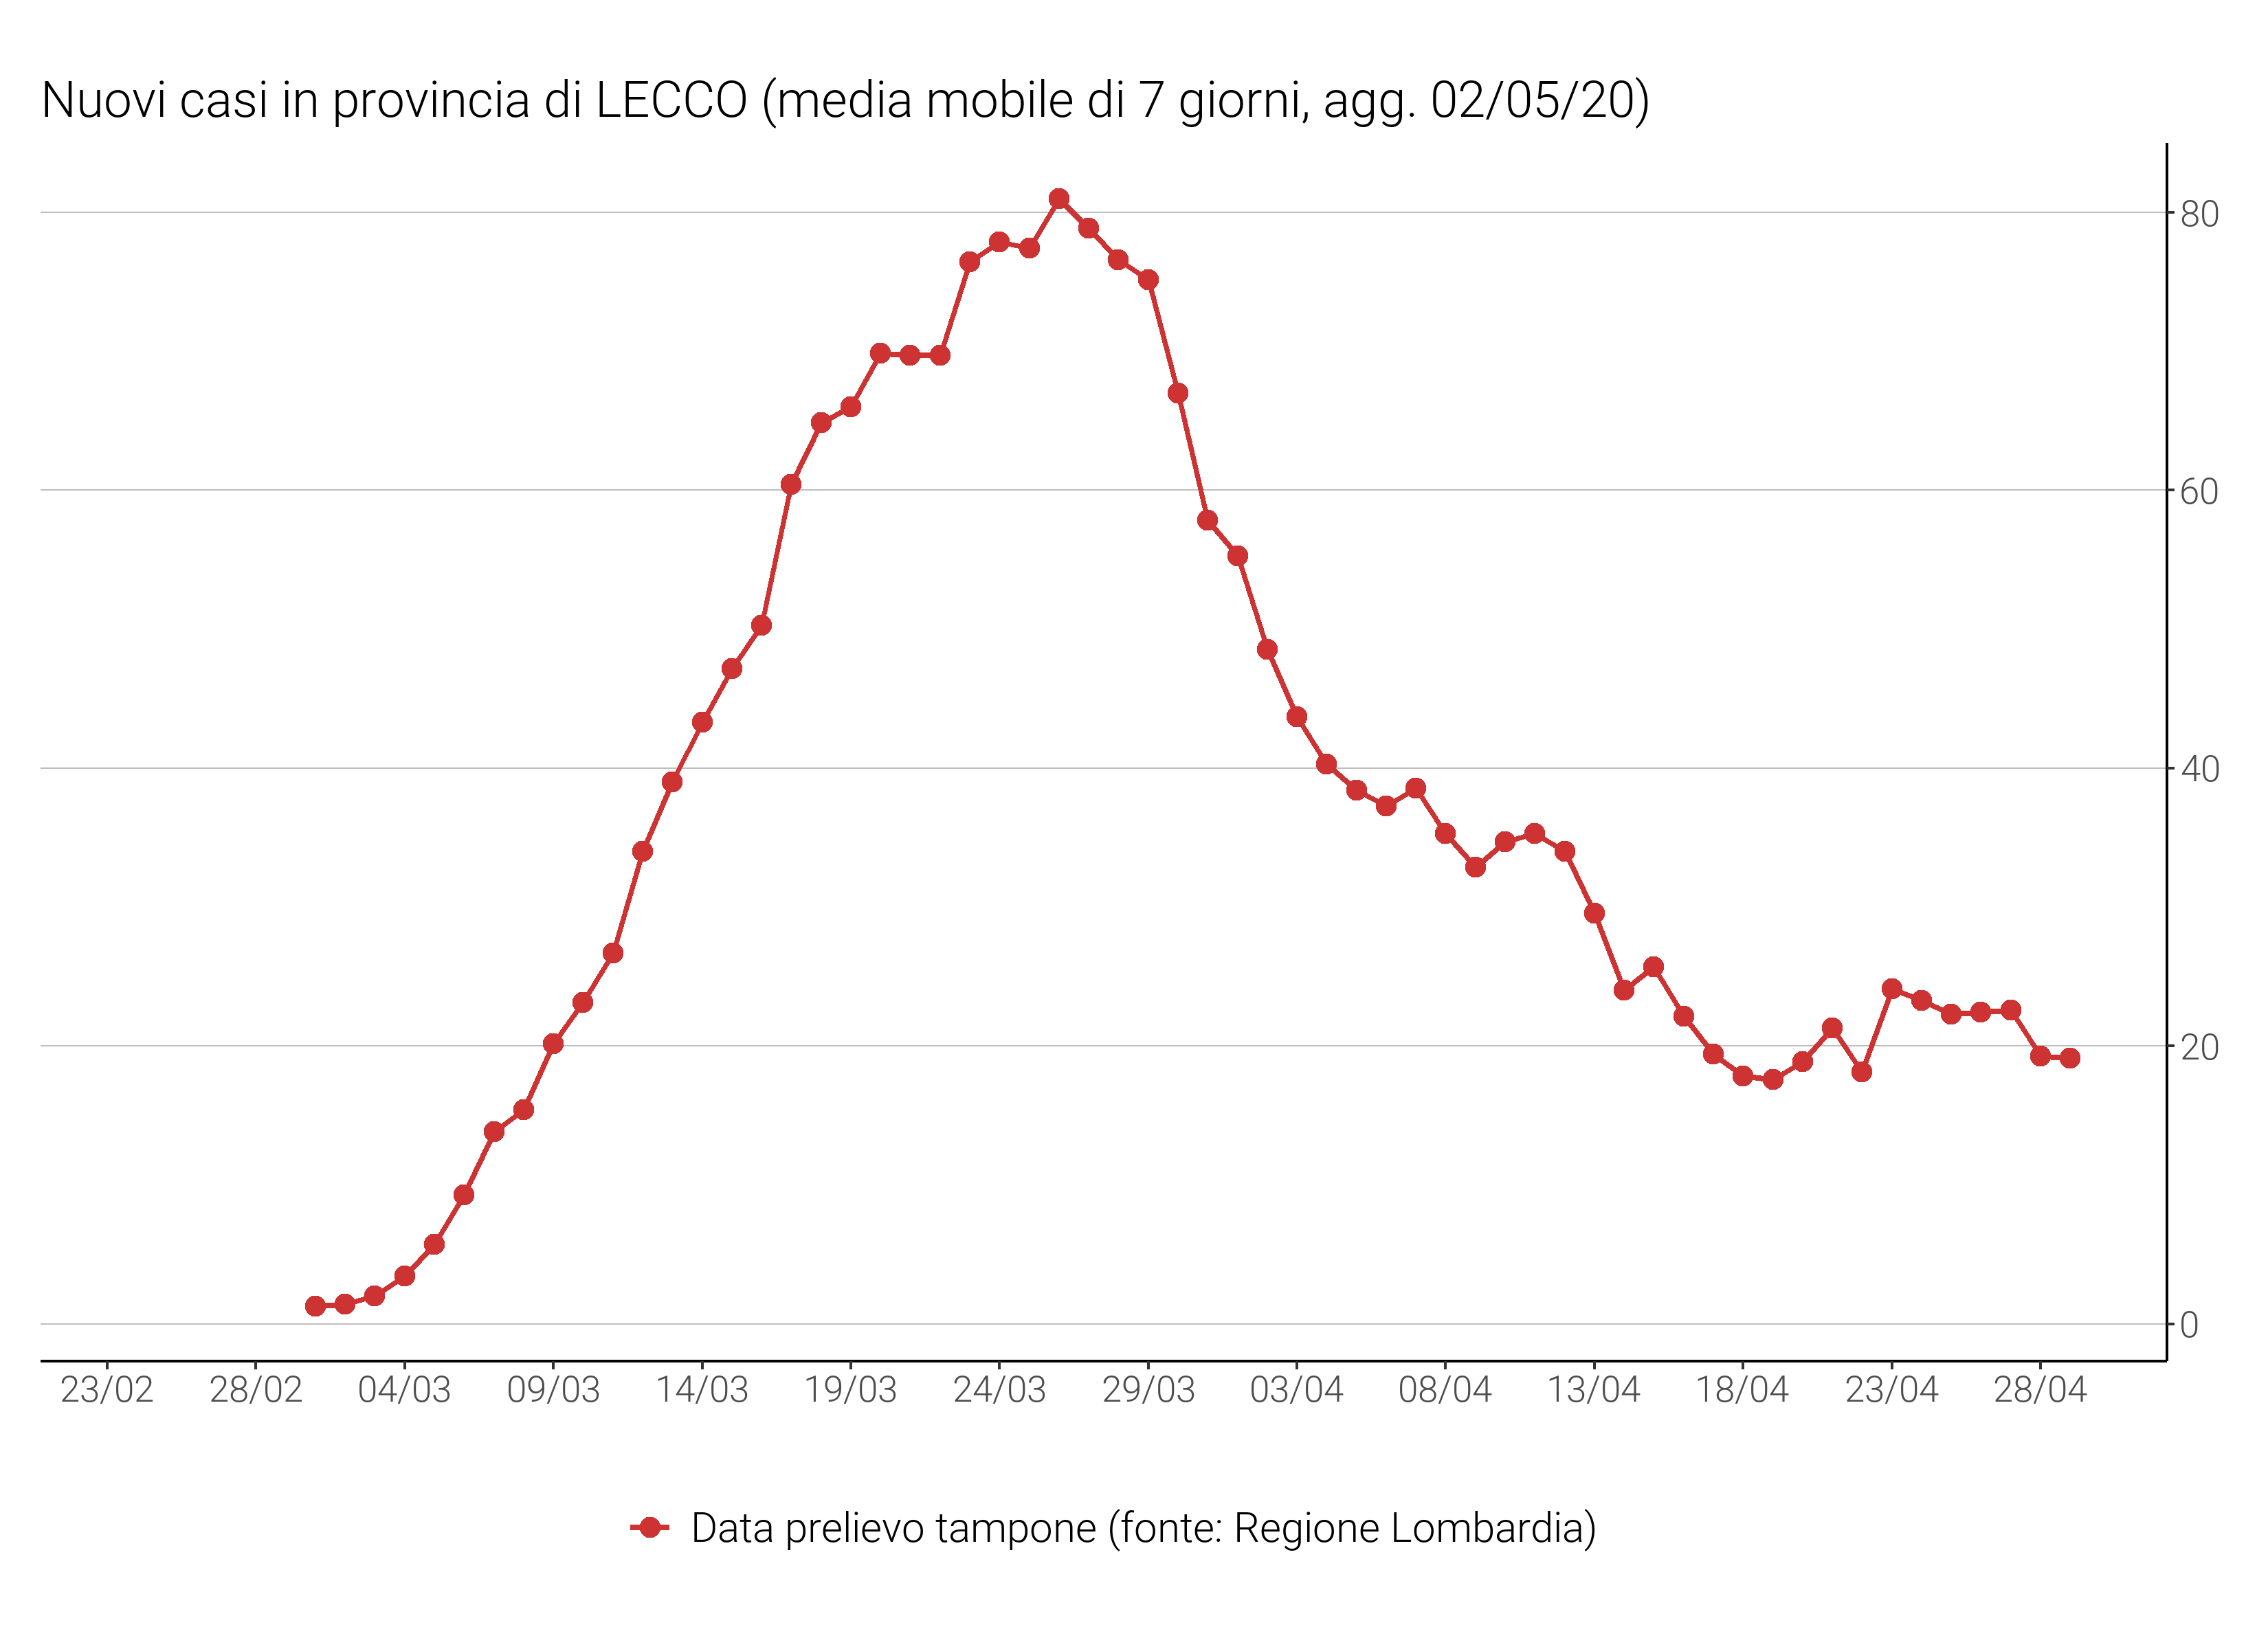 Nuovi casi in provincia di LECCO (media mobile di 7 giorni, agg. 02/05/20)
80
60
40
20
0
23/02 28/02 04/03 09/03 14/03 19/03 24/03 29/03 03/04 08/04 13/04 18/04 23/04 28/04
Data prelievo tampone (fonte: Regione Lombardia)